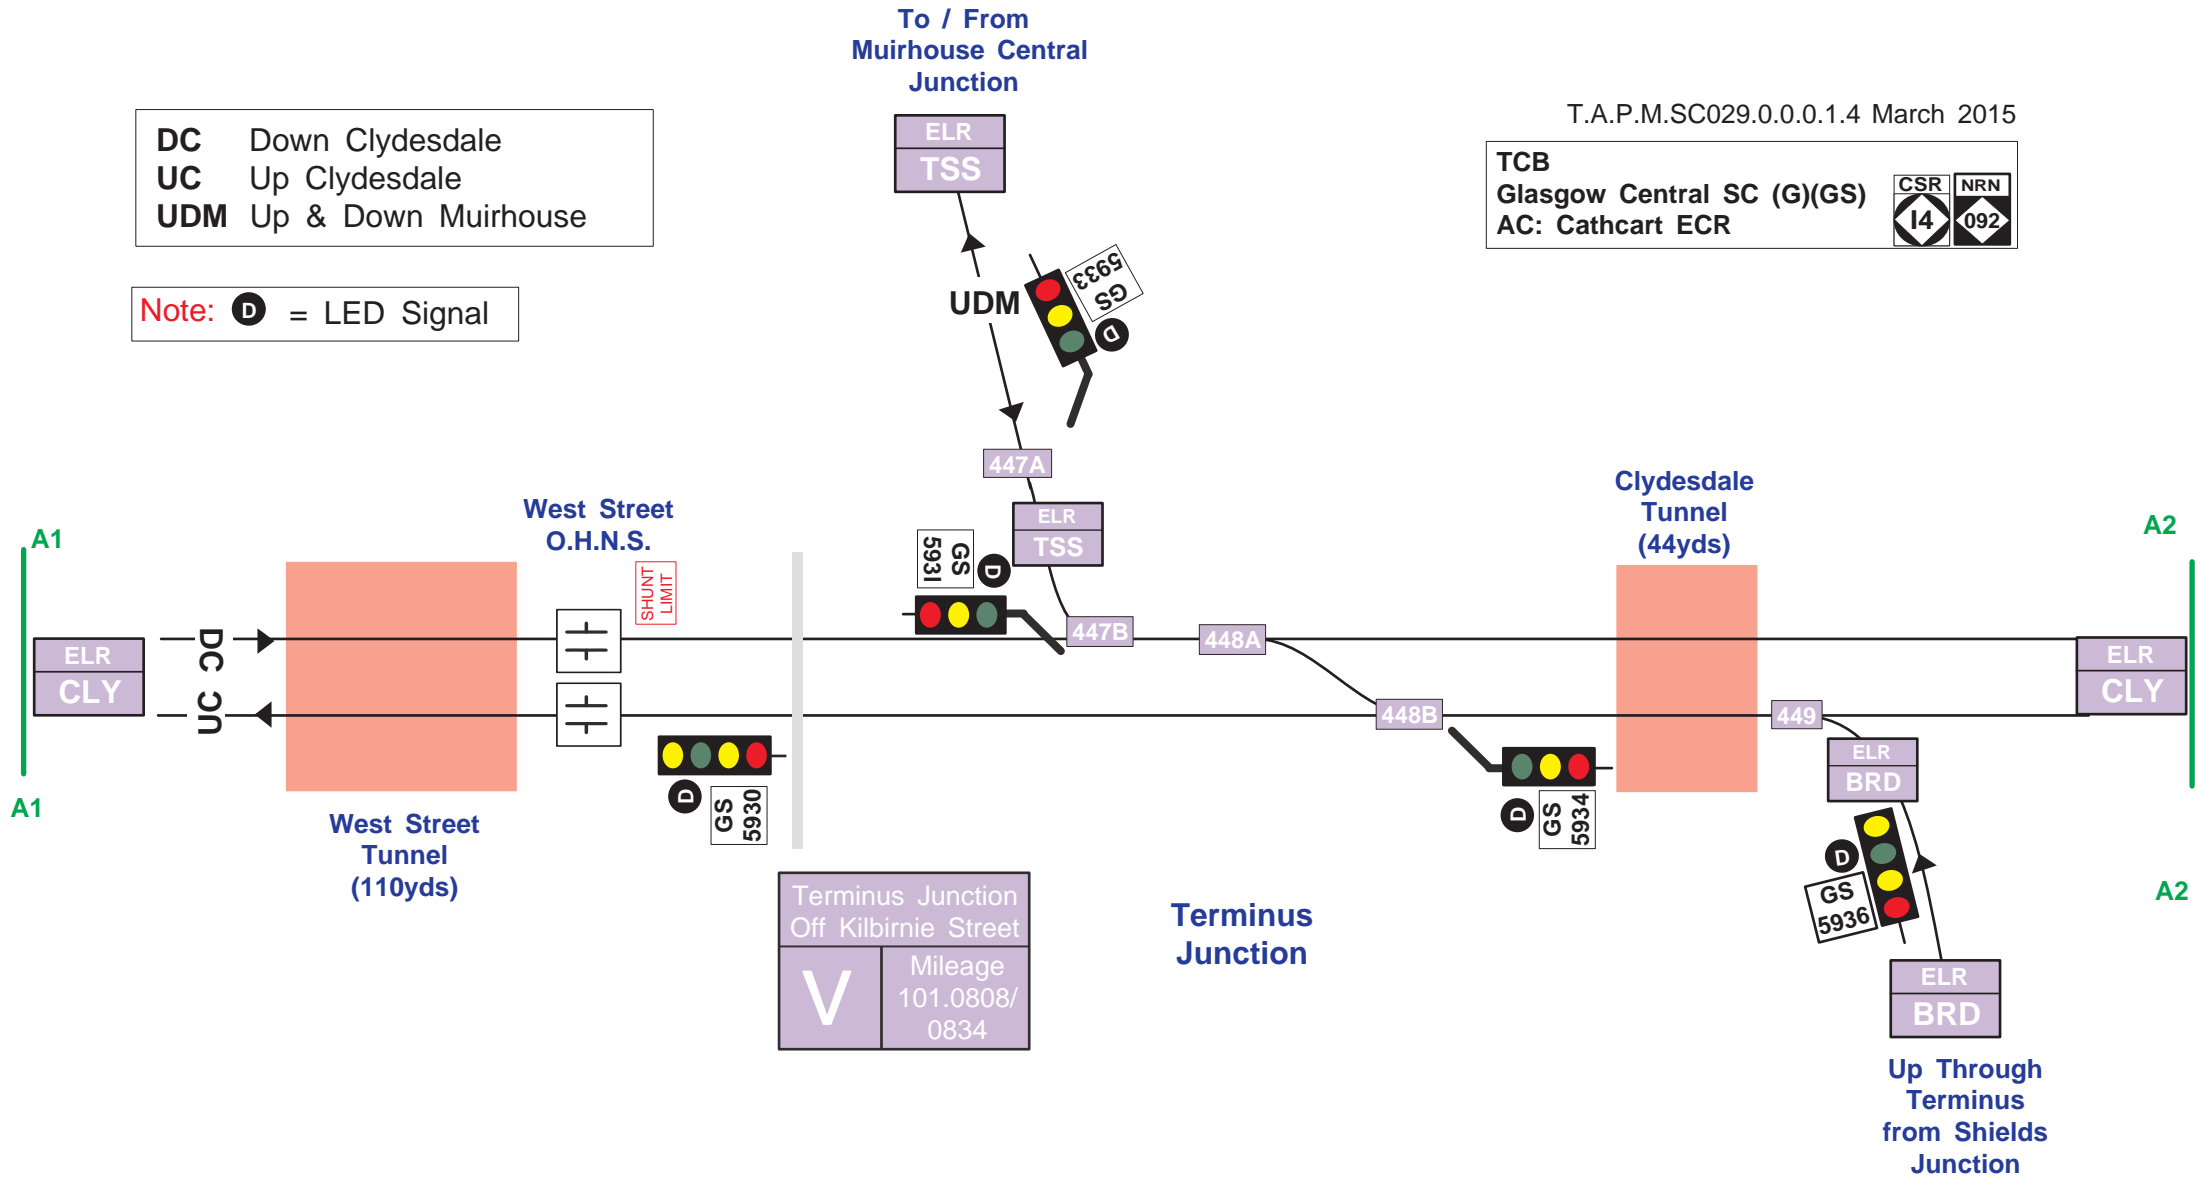 To / From
Muirhouse Central
Junction
DC Down Clydesdale
UC Up Clydesdale
UDM Up & Down Muirhouse
Note: D = LED Signal
T.A.P.M.SC029.0.0.0.1.4 March 2015
TCB
Glasgow Central SC (G)(GS)
AC: Cathcart ECR
CSR
I4
NRN
092
ELR
TSS
UDM
GS
5933
D
447A
ELR
TSS
A1
West Street
O.H.N.S.
SHUNT
LIMIT
GS
593I
D
Clydesdale
Tunnel
(44yds)
A2
ELR
CLY
DC
UC
447B
448A
448B
449
ELR
CLY
D
GS
5930
D
GS
5934
ELR
BRD
D
GS
5936
A1
West Street
Tunnel
(110yds)
Terminus Junction
Off Kilbirnie Street
V
Mileage
101.0808/
0834
Terminus
Junction
A2
ELR
BRD
Up Through
Terminus
from Shields
Junction